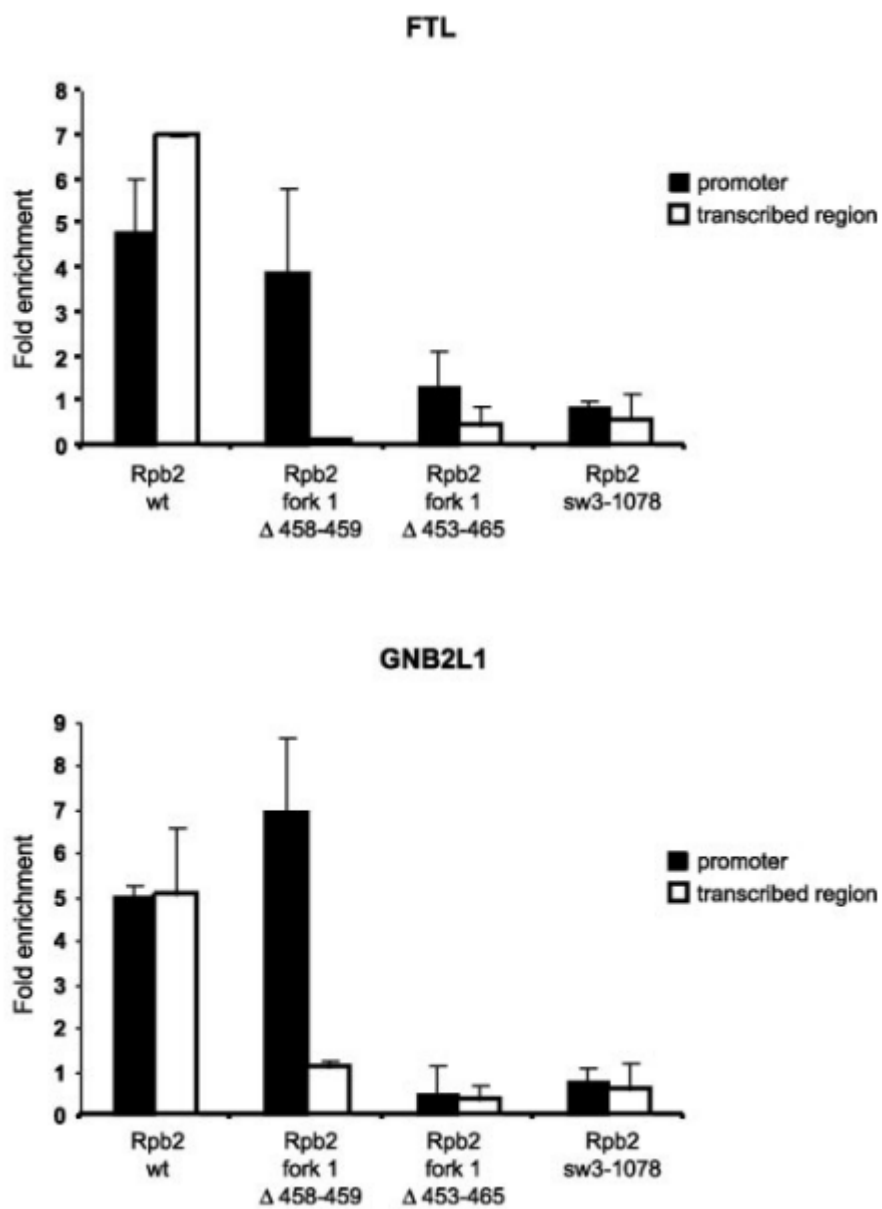 FTL
Fold enrichment
8
7
6
5
4
3
2
1
0
promoter
transcribed region
Rpb2
wt
Rpb2
fork 1
Δ 458-459
Rpb2
fork 1
Δ 453-465
Rpb2
sw3-1078
GNB2L1
Fold enrichment
9
8
7
6
5
4
3
2
1
0
promoter
transcribed region
Rpb2
wt
Rpb2
fork 1
Δ 458-459
Rpb2
fork 1
Δ 453-465
Rpb2
sw3-1078